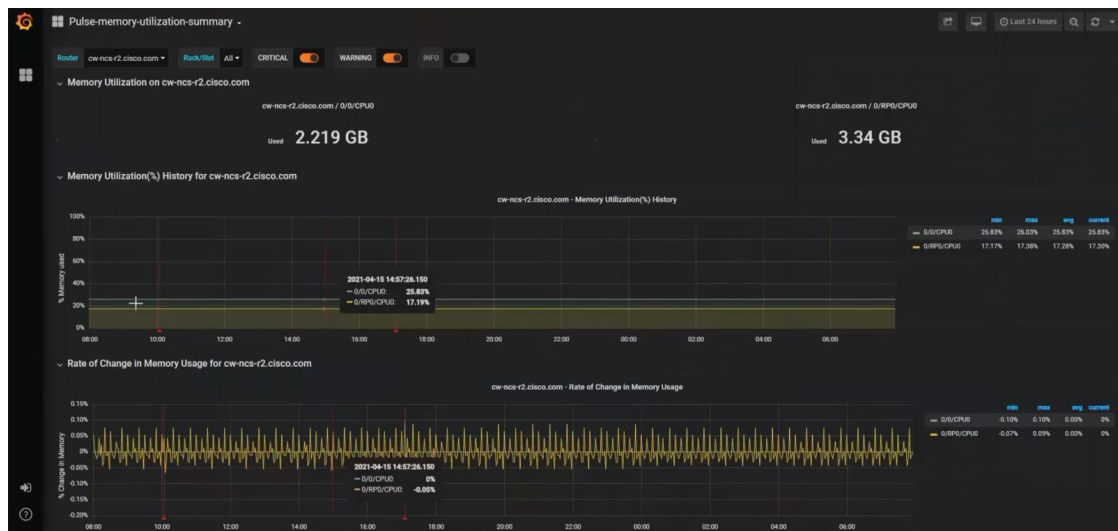 Pulse-memory-utilization-summary
Last 24 hours
Router cw-ncs-r2.cisco.com Rack/Slot All CRITICAL WARNING INFO
Memory Utilization on cw-ncs-r2.cisco.com
cw-ncs-r2.cisco.com / 0/0/CPU0
Used 2.219 GB
cw-ncs-r2.cisco.com / 0/RP0/CPU0
Used 3.34 GB
Memory Utilization(%) History for cw-ncs-r2.cisco.com
cw-ncs-r2.cisco.com - Memory Utilization(%) History
% Memory used
100%
80%
60%
40%
20%
0%
08:00 10:00 12:00 14:00 16:00 18:00 20:00 22:00 00:00 02:00 04:00 06:00
2021-04-15 14:57:26.150
0/0/CPU0: 25.83%
0/RP0/CPU0: 17.19%
min max avg current
0/0/CPU0 25.83% 26.03% 25.83% 25.83%
0/RP0/CPU0 17.17% 17.38% 17.28% 17.30%
Rate of Change in Memory Usage for cw-ncs-r2.cisco.com
cw-ncs-r2.cisco.com - Rate of Change in Memory Usage
% Change in Memory
0.15%
0.10%
0.05%
0%
-0.05%
-0.10%
-0.15%
-0.20%
08:00 10:00 12:00 14:00 16:00 18:00 20:00 22:00 00:00 02:00 04:00 06:00
2021-04-15 14:57:26.150
0/0/CPU0: 0%
0/RP0/CPU0: -0.05%
min max avg current
0/0/CPU0 -0.10% 0.10% 0.00% 0%
0/RP0/CPU0 -0.07% 0.09% 0.00% 0%